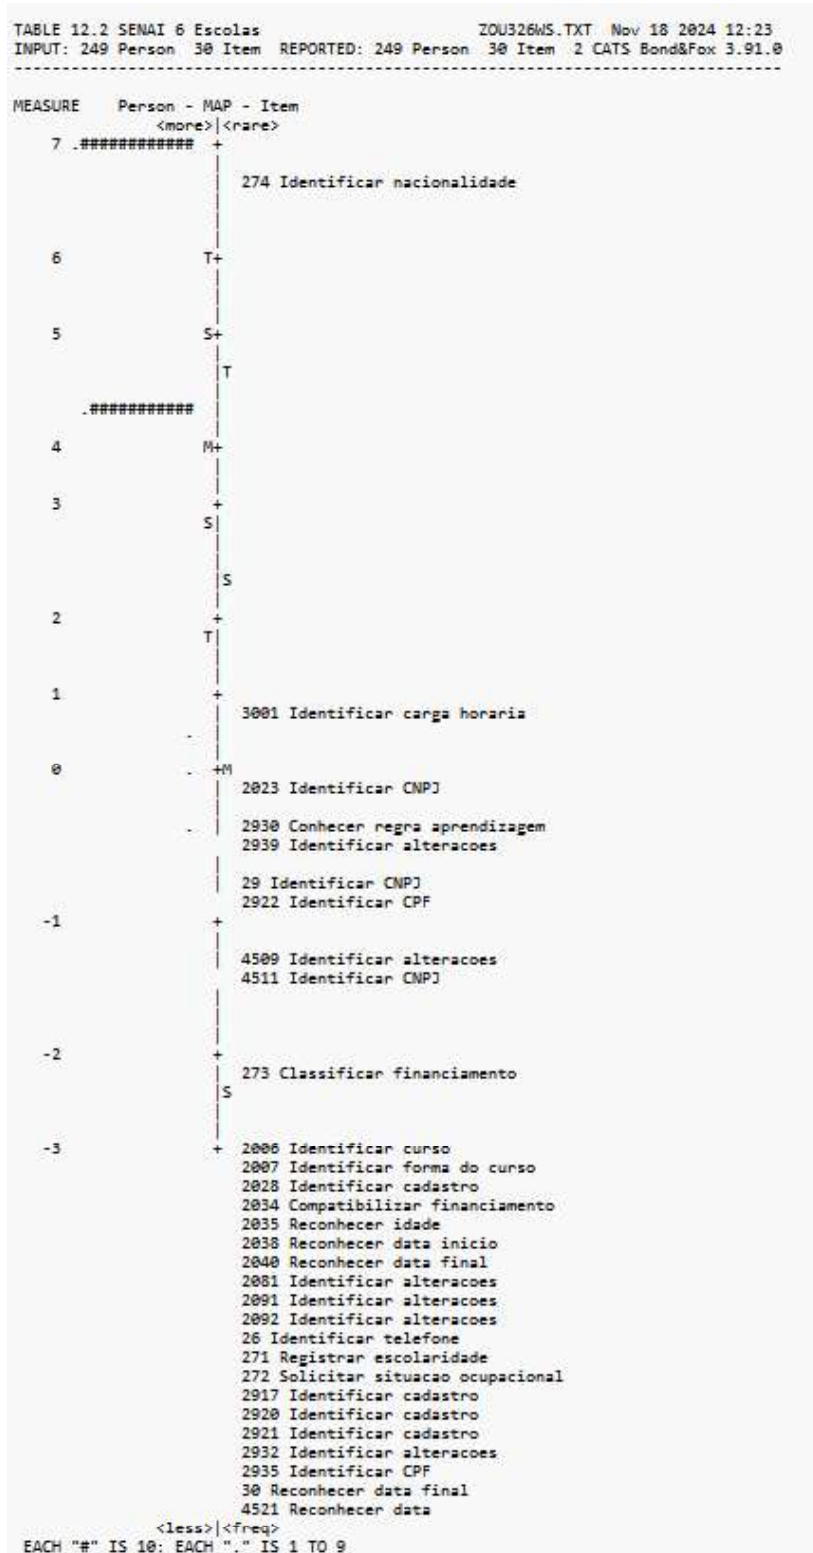 TABLE 12.2 SENAI 6 Escolas ZOU326WS.TXT Nov 18 2024 12:23
INPUT: 249 Person 30 Item REPORTED: 249 Person 30 Item 2 CATS Bond&Fox 3.91.0
--------------------------------------------------------------------------------
MEASURE Person - MAP - Item
<more>|<rare>
7 .############ +
|
| 274 Identificar nacionalidade
|
|
|
6 T+
|
|
|
5 S+
|
|T
|
.########### |
|
4 M+
|
|
3 +
S|
|
|
|S
|
2 +
T|
|
|
1 +
| 3001 Identificar carga horaria
. |
|
0 . +M
| 2023 Identificar CNPJ
|
. | 2930 Conhecer regra aprendizagem
2939 Identificar alteracoes
|
| 29 Identificar CNPJ
2922 Identificar CPF
-1 +
|
| 4509 Identificar alteracoes
4511 Identificar CNPJ
|
|
|
-2 +
| 273 Classificar financiamento
|S
|
|
-3 + 2006 Identificar curso
2007 Identificar forma do curso
2028 Identificar cadastro
2034 Compatibilizar financiamento
2035 Reconhecer idade
2038 Reconhecer data inicio
2040 Reconhecer data final
2081 Identificar alteracoes
2091 Identificar alteracoes
2092 Identificar alteracoes
26 Identificar telefone
271 Registrar escolaridade
272 Solicitar situacao ocupacional
2917 Identificar cadastro
2920 Identificar cadastro
2921 Identificar cadastro
2932 Identificar alteracoes
2935 Identificar CPF
30 Reconhecer data final
4521 Reconhecer data
<less>|<freq>
EACH "#" IS 10: EACH "." IS 1 TO 9